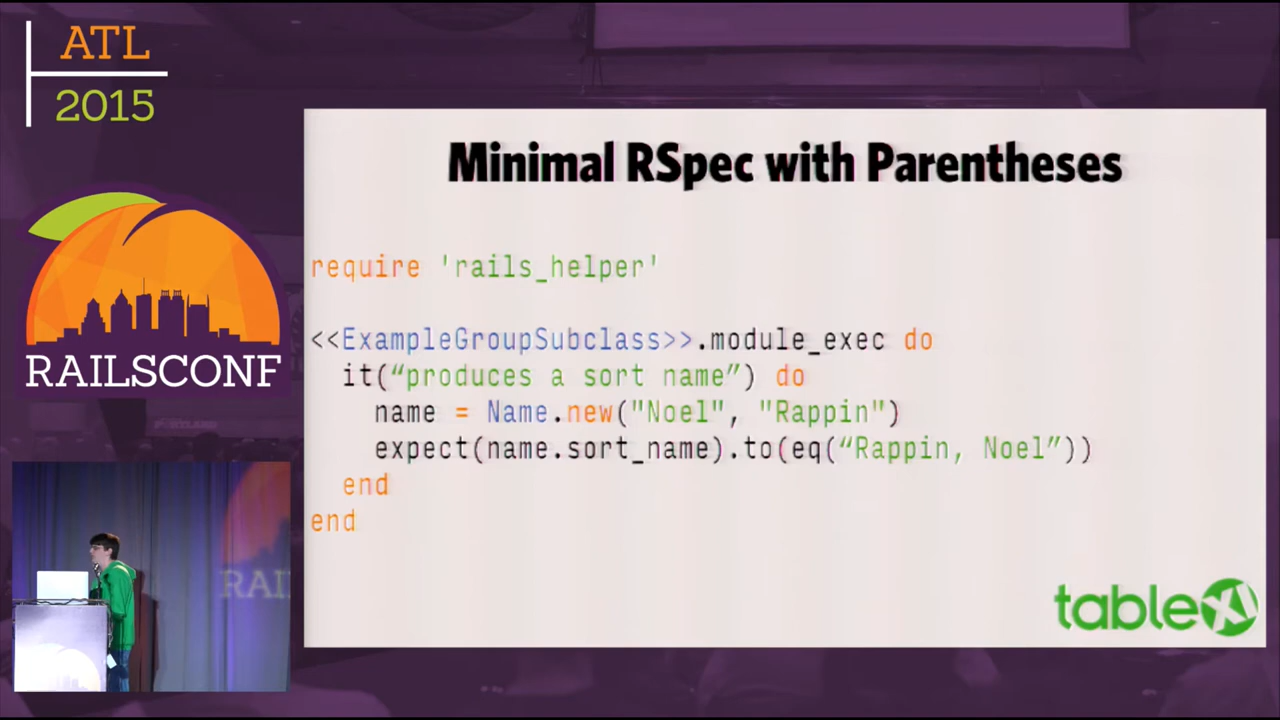 ATL
2015
RAILSCONF
Minimal RSpec with Parentheses
require 'rails_helper'
<<ExampleGroupSubclass>>.module_exec do
it(“produces a sort name”) do
name = Name.new("Noel", "Rappin")
expect(name.sort_name).to(eq(“Rappin, Noel”))
end
end
tableXI
RAI